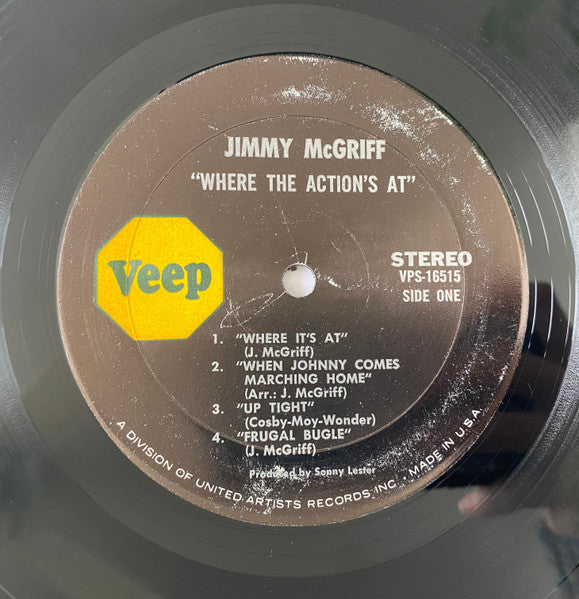 JIMMY McGRIFF
"WHERE THE ACTION'S AT"
Veep
STEREO
VPS-16515
SIDE ONE
1. "WHERE IT'S AT"
(J. McGriff)
2. "WHEN JOHNNY COMES
MARCHING HOME"
(Arr.: J. McGriff)
3. "UP TIGHT"
(Cosby-Moy-Wonder)
4. "FRUGAL BUGLE"
(J. McGriff)
Produced by Sonny Lester
A DIVISION OF UNITED ARTISTS RECORDS INC., MADE IN U.S.A.